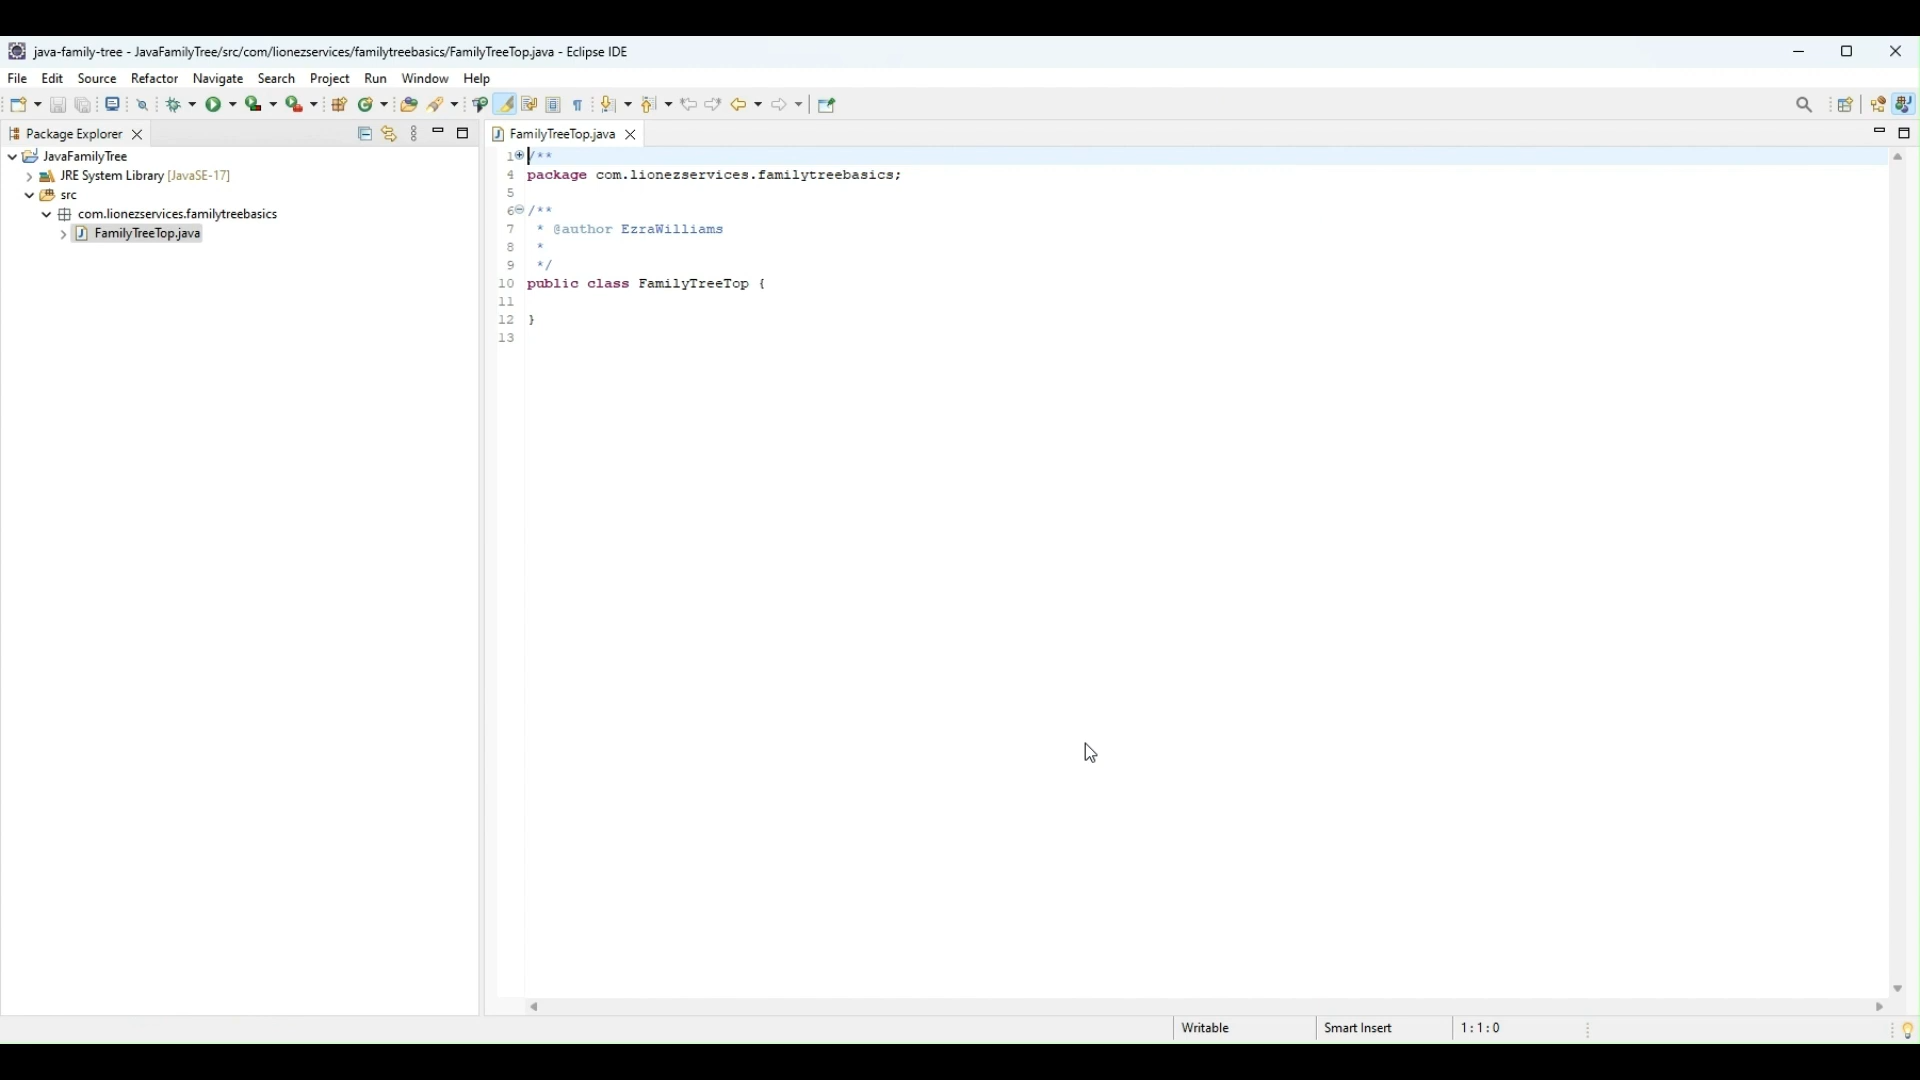 java-family-tree - JavaFamilyTree/src/com/lionezservices/familytreebasics/FamilyTreeTop.java - Eclipse IDE
File Edit Source Refactor Navigate Search Project Run Window Help
Package Explorer
JavaFamilyTree
JRE System Library [JavaSE-17]
src
com.lionezservices.familytreebasics
FamilyTreeTop.java
FamilyTreeTop.java
1 /**
4 package com.lionezservices.familytreebasics;
5
6 /**
7 * @author EzraWilliams
8 *
9 */
10 public class FamilyTreeTop {
11
12 }
13
Writable Smart Insert 1:1:0